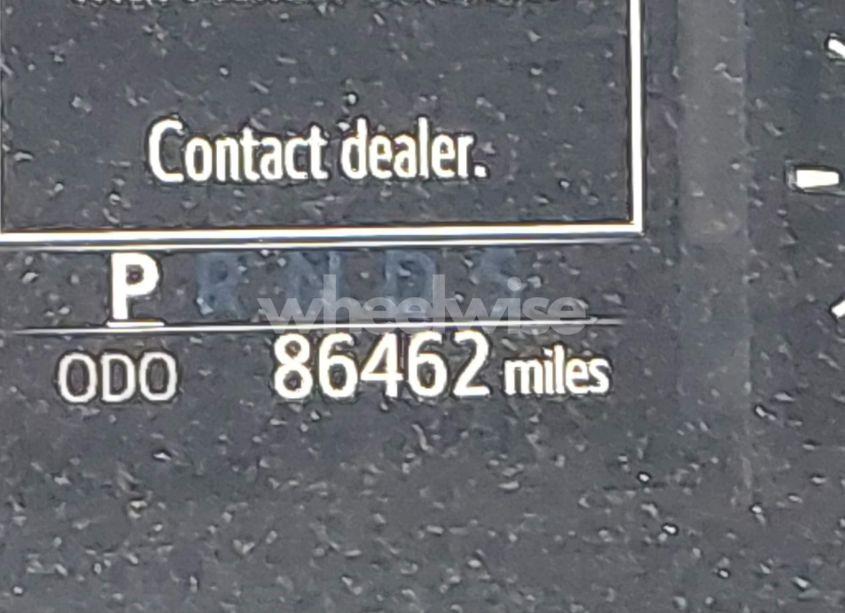 Contact dealer.
P R N D S
wheelwise
ODO 86462 miles